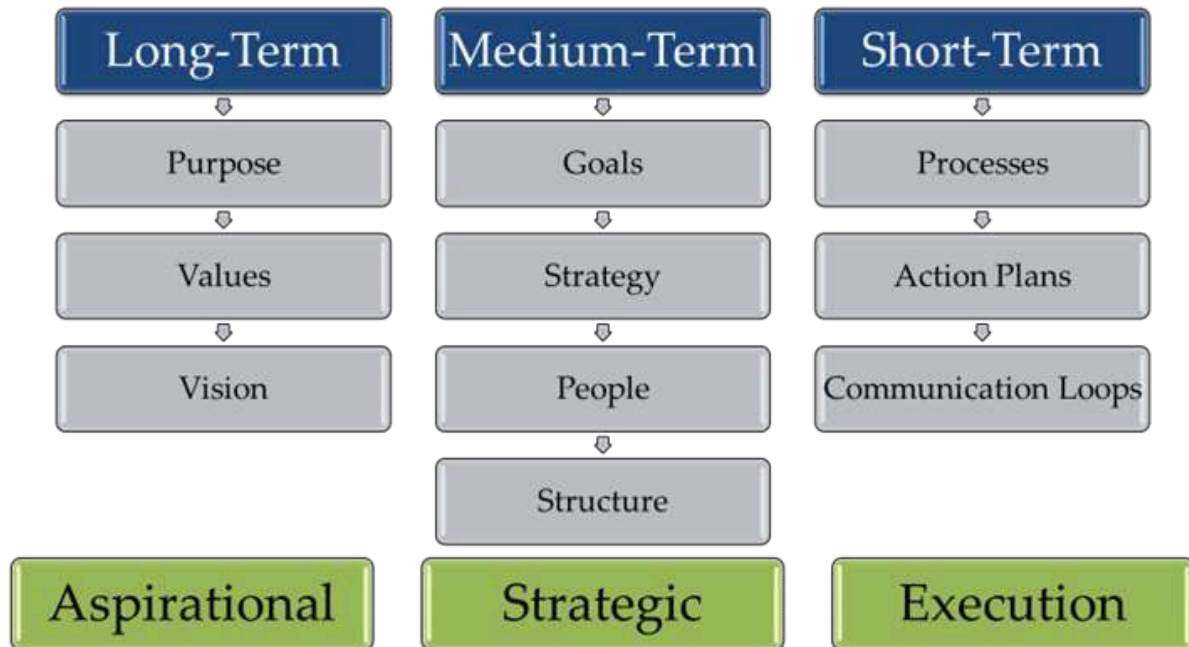 Long-Term
Purpose
Values
Vision
Aspirational
Medium-Term
Goals
Strategy
People
Structure
Strategic
Short-Term
Processes
Action Plans
Communication Loops
Execution